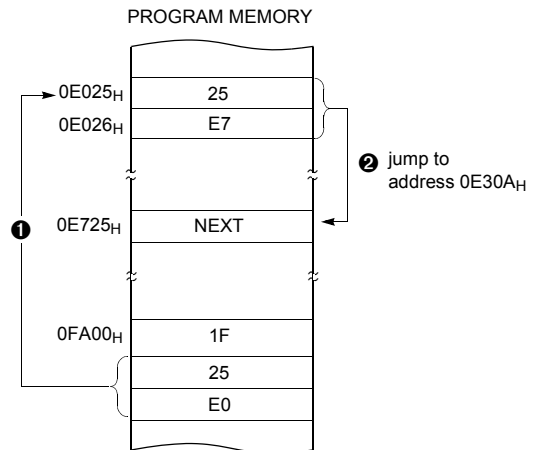 PROGRAM MEMORY
0E025H 25
0E026H E7
❷ jump to
address 0E30AH
❶ 0E725H NEXT
0FA00H 1F
25
E0